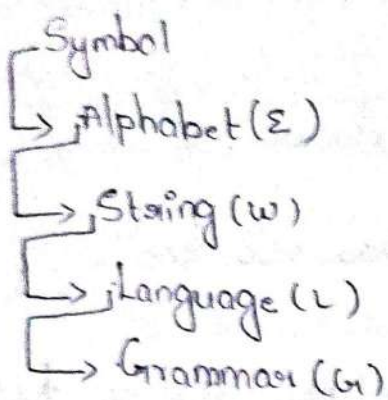 Symbol
Alphabet (Σ)
String (w)
Language (L)
Grammar (G)